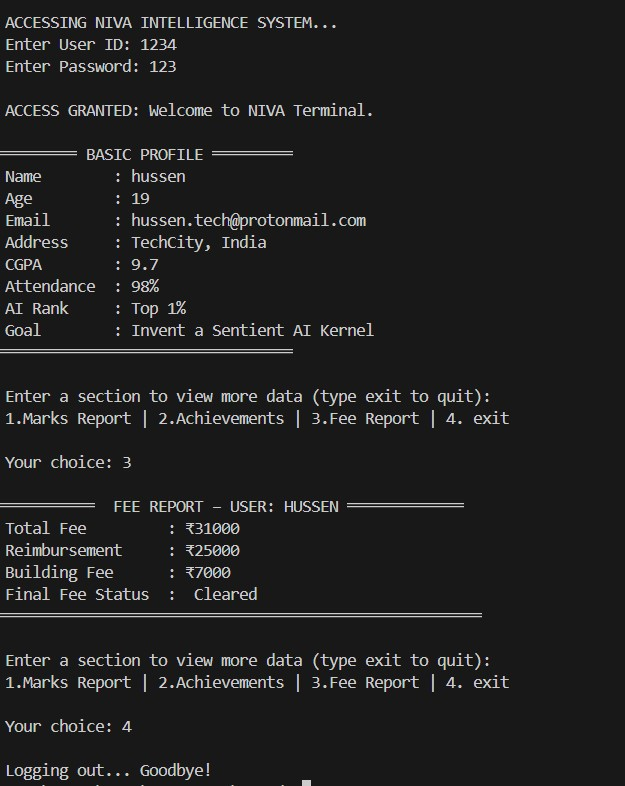 ACCESSING NIVA INTELLIGENCE SYSTEM...
Enter User ID: 1234
Enter Password: 123
ACCESS GRANTED: Welcome to NIVA Terminal.
═════════ BASIC PROFILE ═════════
Name        : hussen
Age         : 19
Email       : hussen.tech@protonmail.com
Address     : TechCity, India
CGPA        : 9.7
Attendance  : 98%
AI Rank     : Top 1%
Goal        : Invent a Sentient AI Kernel
Enter a section to view more data (type exit to quit):
1.Marks Report | 2.Achievements | 3.Fee Report | 4. exit
Your choice: 3
═══════════ FEE REPORT – USER: HUSSEN ═════════════
Total Fee         : ₹31000
Reimbursement     : ₹25000
Building Fee      : ₹7000
Final Fee Status  :  Cleared
Enter a section to view more data (type exit to quit):
1.Marks Report | 2.Achievements | 3.Fee Report | 4. exit
Your choice: 4
Logging out... Goodbye!